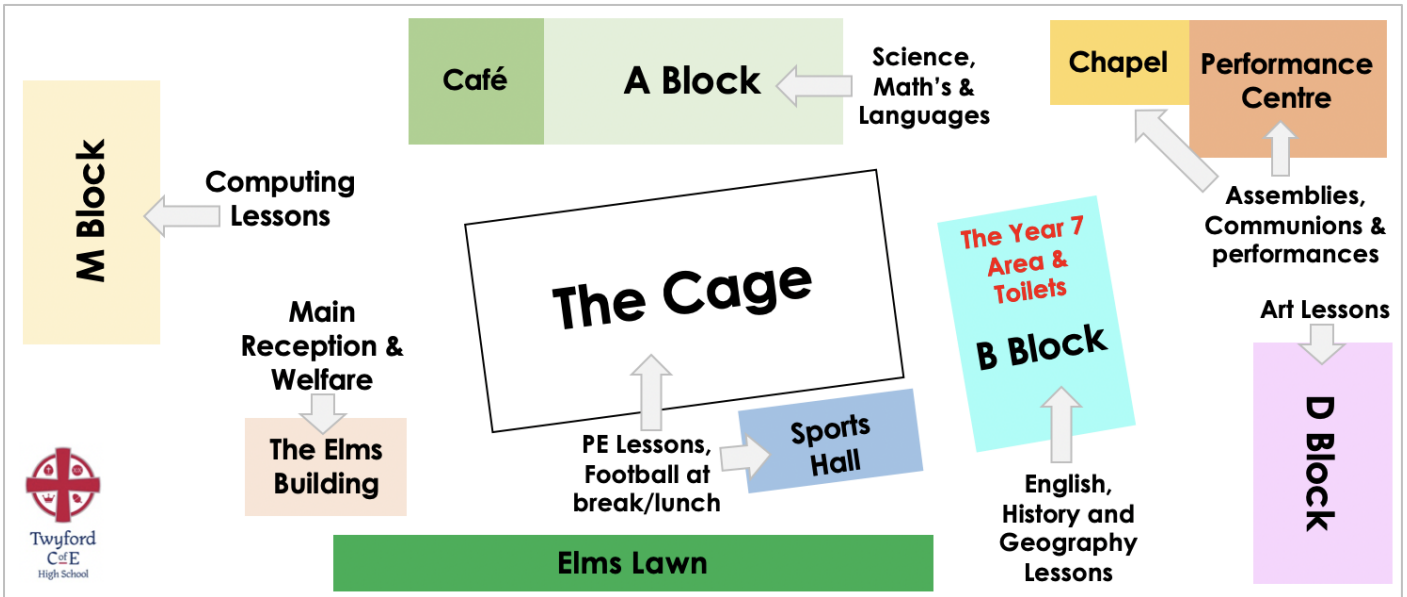 Café
A Block
Science,
Math's &
Languages
Chapel
Performance
Centre
M Block
Computing
Lessons
Assemblies,
Communions &
performances
The Cage
The Year 7
Area &
Toilets
B Block
Main
Reception &
Welfare
Art Lessons
D Block
The Elms
Building
PE Lessons,
Football at
break/lunch
Sports
Hall
English,
History and
Geography
Lessons
Elms Lawn
Twyford
CofE
High School